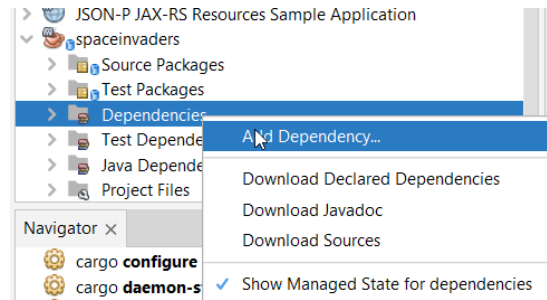 JSON-P JAX-RS Resources Sample Application
spaceinvaders
Source Packages
Test Packages
Dependencies
Test Depende
Add Dependency...
Java Depende
Download Declared Dependencies
Project Files
Download Javadoc
Navigator ×
Download Sources
cargo configure
cargo daemon-s
Show Managed State for dependencies